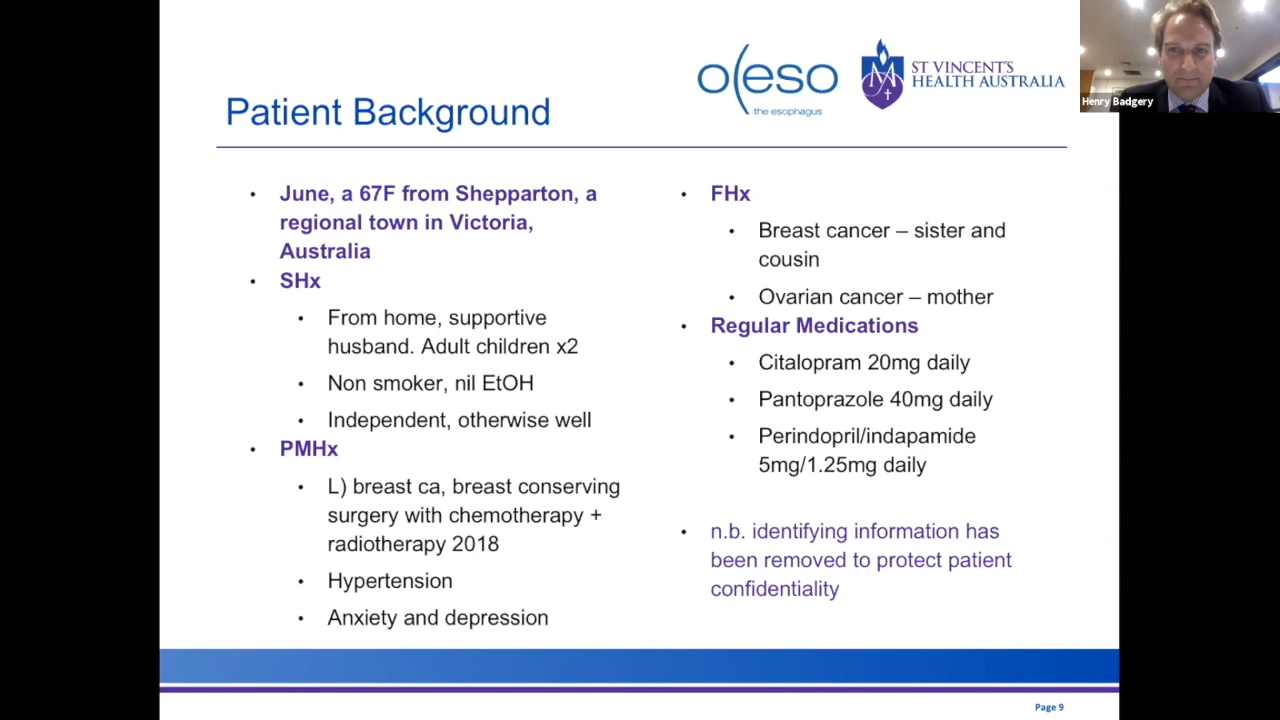 oeso
the esophagus
ST VINCENT'S
HEALTH AUSTRALIA
Henry Badgery
Patient Background
• June, a 67F from Shepparton, a
regional town in Victoria,
Australia
• SHx
• From home, supportive
husband. Adult children x2
• Non smoker, nil EtOH
• Independent, otherwise well
• PMHx
• L) breast ca, breast conserving
surgery with chemotherapy +
radiotherapy 2018
• Hypertension
• Anxiety and depression
• FHx
• Breast cancer – sister and
cousin
• Ovarian cancer – mother
• Regular Medications
• Citalopram 20mg daily
• Pantoprazole 40mg daily
• Perindopril/indapamide
5mg/1.25mg daily
• n.b. identifying information has
been removed to protect patient
confidentiality
Page 9